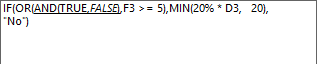 IF(OR(AND(TRUE,FALSE),F3 >= 5),MIN(20% * D3, 20),
"No")